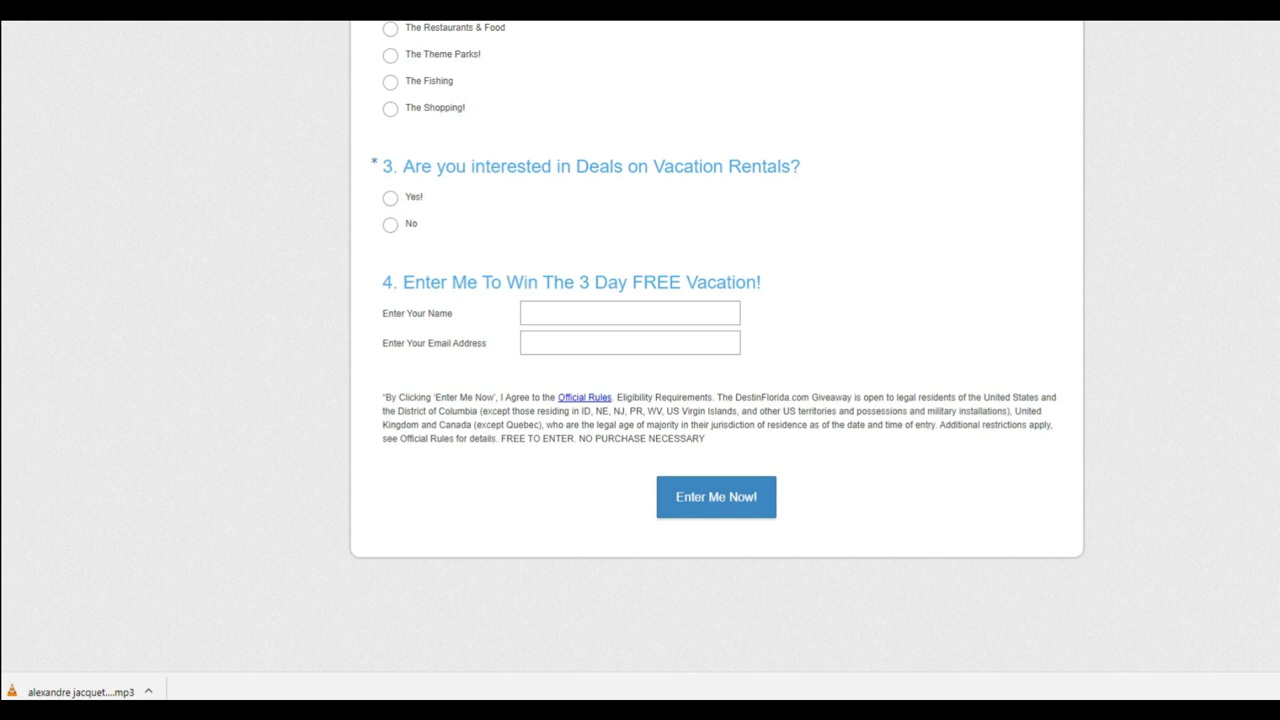 The Restaurants & Food
The Theme Parks!
The Fishing
The Shopping!
* 3. Are you interested in Deals on Vacation Rentals?
Yes!
No
4. Enter Me To Win The 3 Day FREE Vacation!
Enter Your Name
Enter Your Email Address
“By Clicking ‘Enter Me Now’, I Agree to the Official Rules. Eligibility Requirements. The DestinFlorida.com Giveaway is open to legal residents of the United States and
the District of Columbia (except those residing in ID, NE, NJ, PR, WV, US Virgin Islands, and other US territories and possessions and military installations), United
Kingdom and Canada (except Quebec), who are the legal age of majority in their jurisdiction of residence as of the date and time of entry. Additional restrictions apply,
see Official Rules for details. FREE TO ENTER. NO PURCHASE NECESSARY
Enter Me Now!
alexandre jacquet....mp3